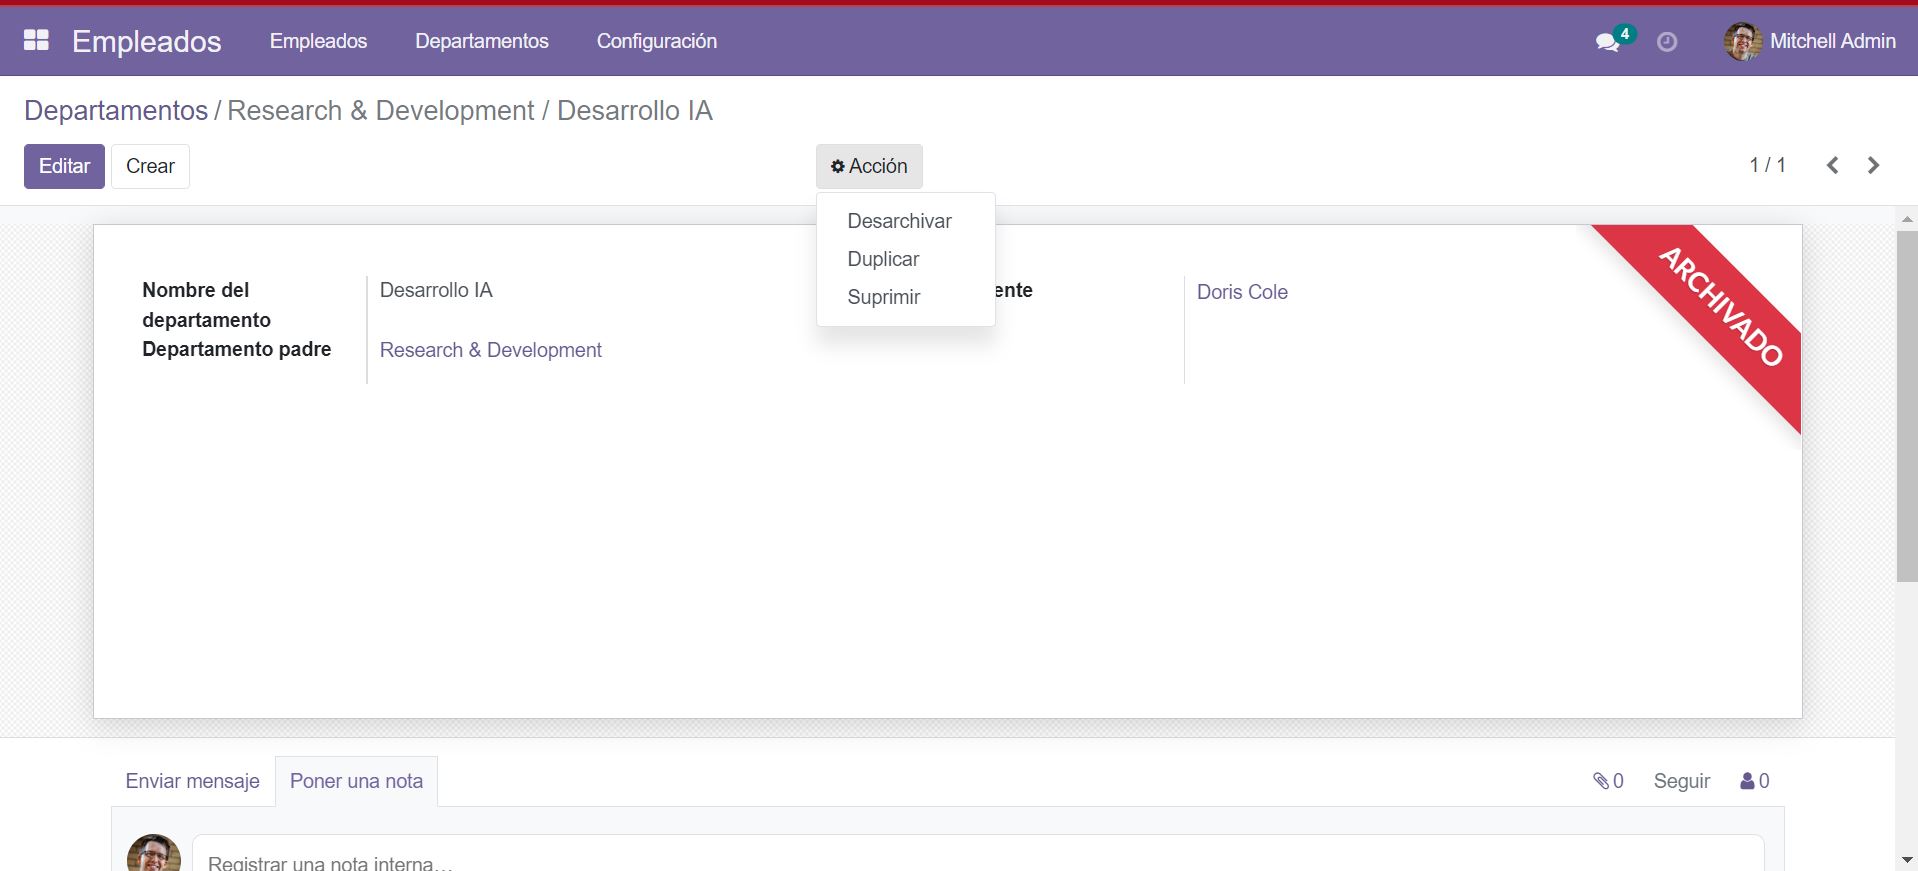 Empleados
Empleados
Departamentos
Configuración
4
Mitchell Admin
Departamentos / Research & Development / Desarrollo IA
Editar
Crear
Acción
1 / 1
Desarchivar
Duplicar
Suprimir
Nombre del
departamento
Desarrollo IA
ente
Doris Cole
Departamento padre
Research & Development
ARCHIVADO
Enviar mensaje
Poner una nota
0
Seguir
0
Registrar una nota interna...